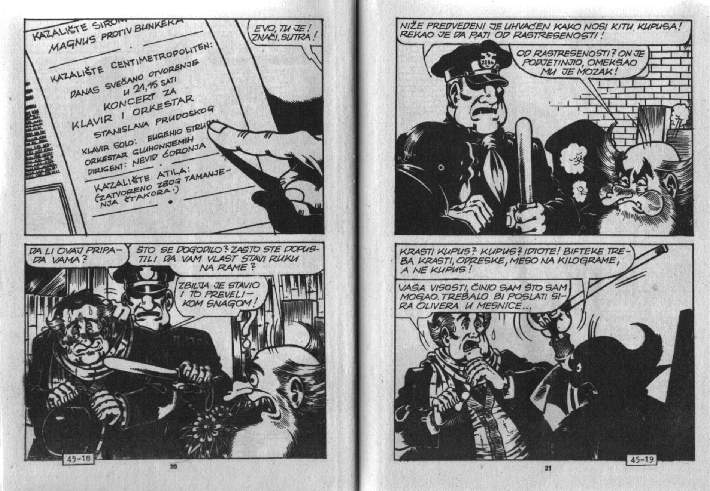 KAZALIŠTE SIROM
MAGNUS PROTIV BUNKERA
KAZALIŠTE CENTIMETROPOLITEN:
DANAS SVEČANO OTVORENJE
U 21,15 SATI
KONCERT ZA
KLAVIR I ORKESTAR
STANISLAVA PRUDOSKOG
KLAVIR SOLO: EUGENIO STRUP
ORKESTAR GLUHONIJEMIH
DIRIGENT: NEVID ĆORONJA
KAZALIŠTE ATILA:
(ZATVORENO ZBOG TAMANJE-
NJA ŠTAKORA.)
EVO, TU JE!
ZNAČI, SUTRA!
DA LI OVAJ PRIPA-
DA VAMA?
ŠTO SE DOGODILO? ZAŠTO STE DOPUS-
TILI DA VAM VLAST STAVI RUKU
NA RAME?
ZBILJA JE STAVIO
I TO PREVELI-
KOM SNAGOM!
45-18
20
NIŽE PREDVEDENI JE UHVAĆEN KAKO NOSI KITU KUPUSA!
REKAO JE DA PATI OD RASTRESENOSTI!
OD RASTRESENOSTI? ON JE
PODJETINJIO, OMEKŠAO
MU JE MOZAK!
KRASTI KUPUS? KUPUS? IDIOTE! BIFTEKE TRE-
BA KRASTI, ODRESKE, MESO NA KILOGRAME,
A NE KUPUS!
VAŠA VISOSTI, ČINIO SAM ŠTO SAM
MOGAO. TREBALO BI POSLATI SI-
RA OLIVERA U MESNICE...
45-19
21